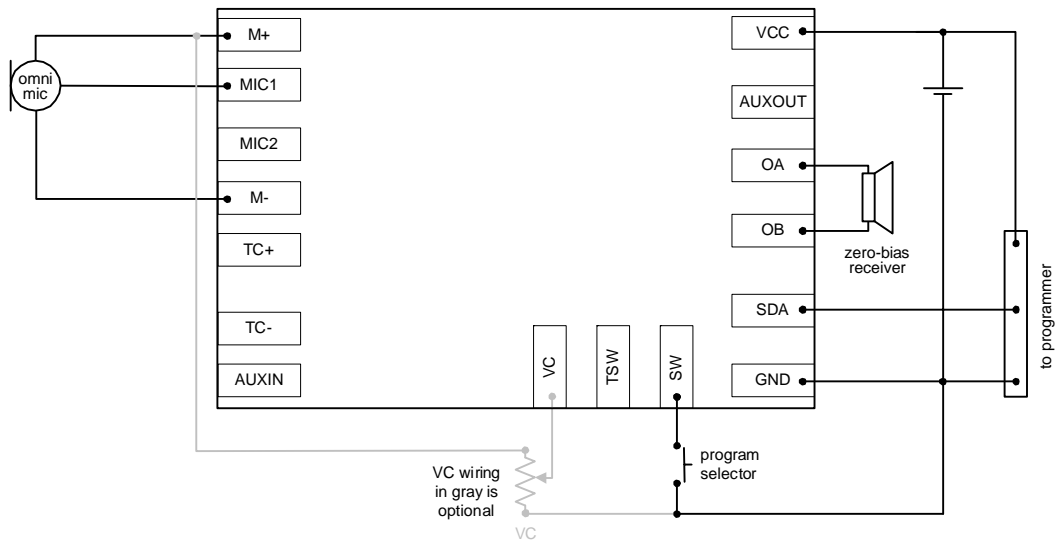 M+
MIC1
MIC2
M-
TC+
TC-
AUXIN
omni
mic
VCC
AUXOUT
OA
OB
SDA
GND
zero-bias
receiver
to programmer
VC
TSW
SW
program
selector
VC wiring
in gray is
optional
VC